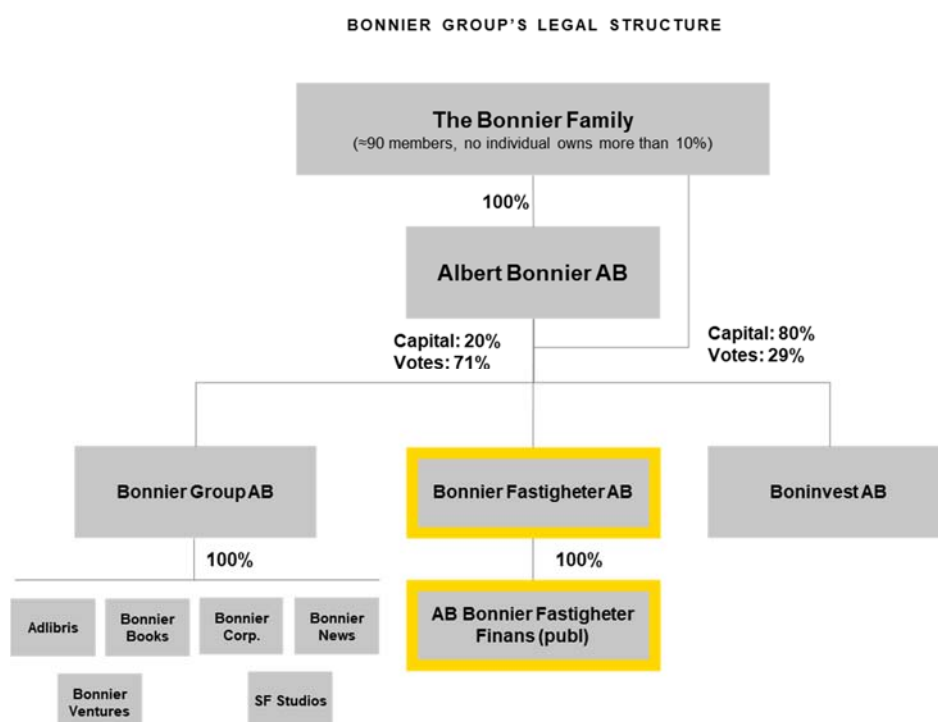 BONNIER GROUP’S LEGAL STRUCTURE
The Bonnier Family
(≈90 members, no individual owns more than 10%)
100%
Albert Bonnier AB
Capital: 20%
Votes: 71%
Capital: 80%
Votes: 29%
Bonnier Group AB
Bonnier Fastigheter AB
Boninvest AB
100%
100%
Adlibris
Bonnier
Books
Bonnier
Corp.
Bonnier
News
AB Bonnier Fastigheter
Finans (publ)
Bonnier
Ventures
SF Studios